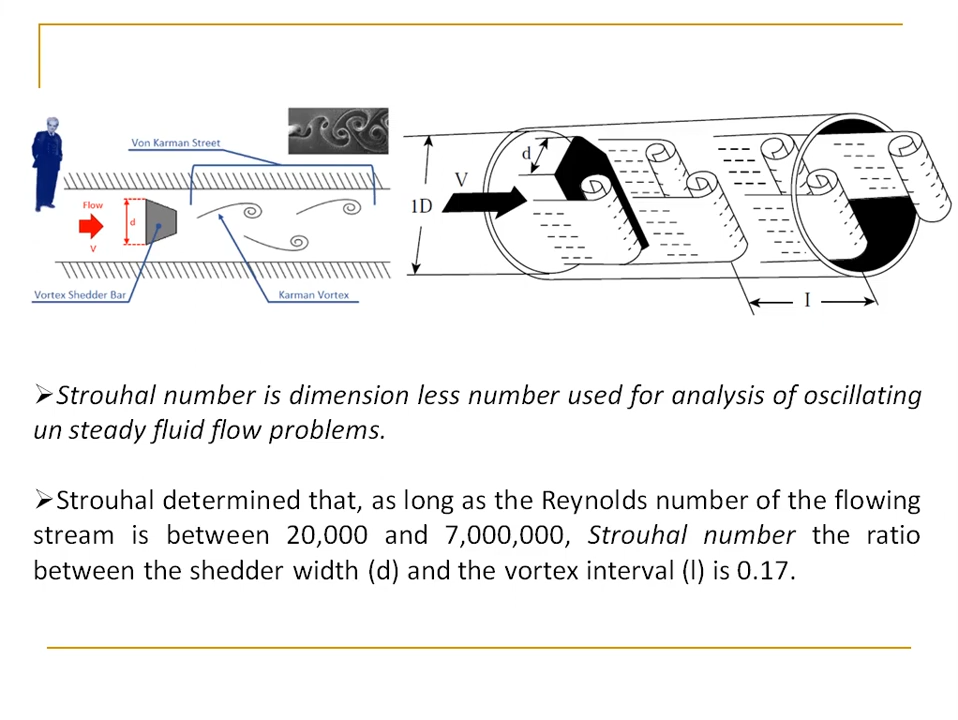 Von Karman Street
Flow
d
V
Vortex Shedder Bar
Karman Vortex
d
V
1D
I
➢Strouhal number is dimension less number used for analysis of oscillating
un steady fluid flow problems.
➢Strouhal determined that, as long as the Reynolds number of the flowing
stream is between 20,000 and 7,000,000, Strouhal number the ratio
between the shedder width (d) and the vortex interval (l) is 0.17.